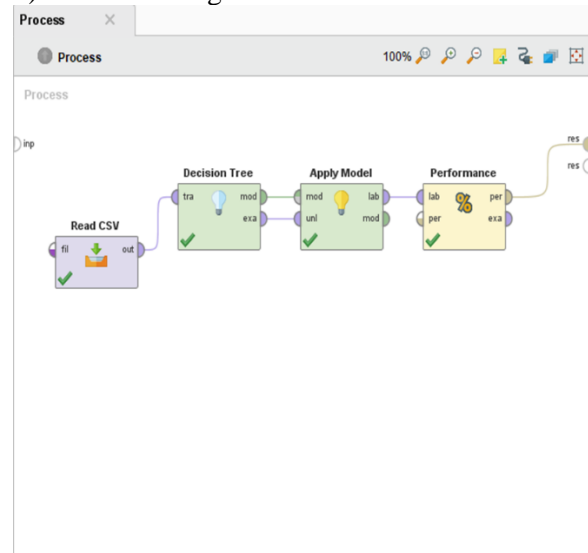 Process
Process
100%
Process
inp
res
res
Decision Tree
tra
mod
exa
Apply Model
mod
lab
unl
mod
Performance
%
lab
per
per
exa
Read CSV
fil
out